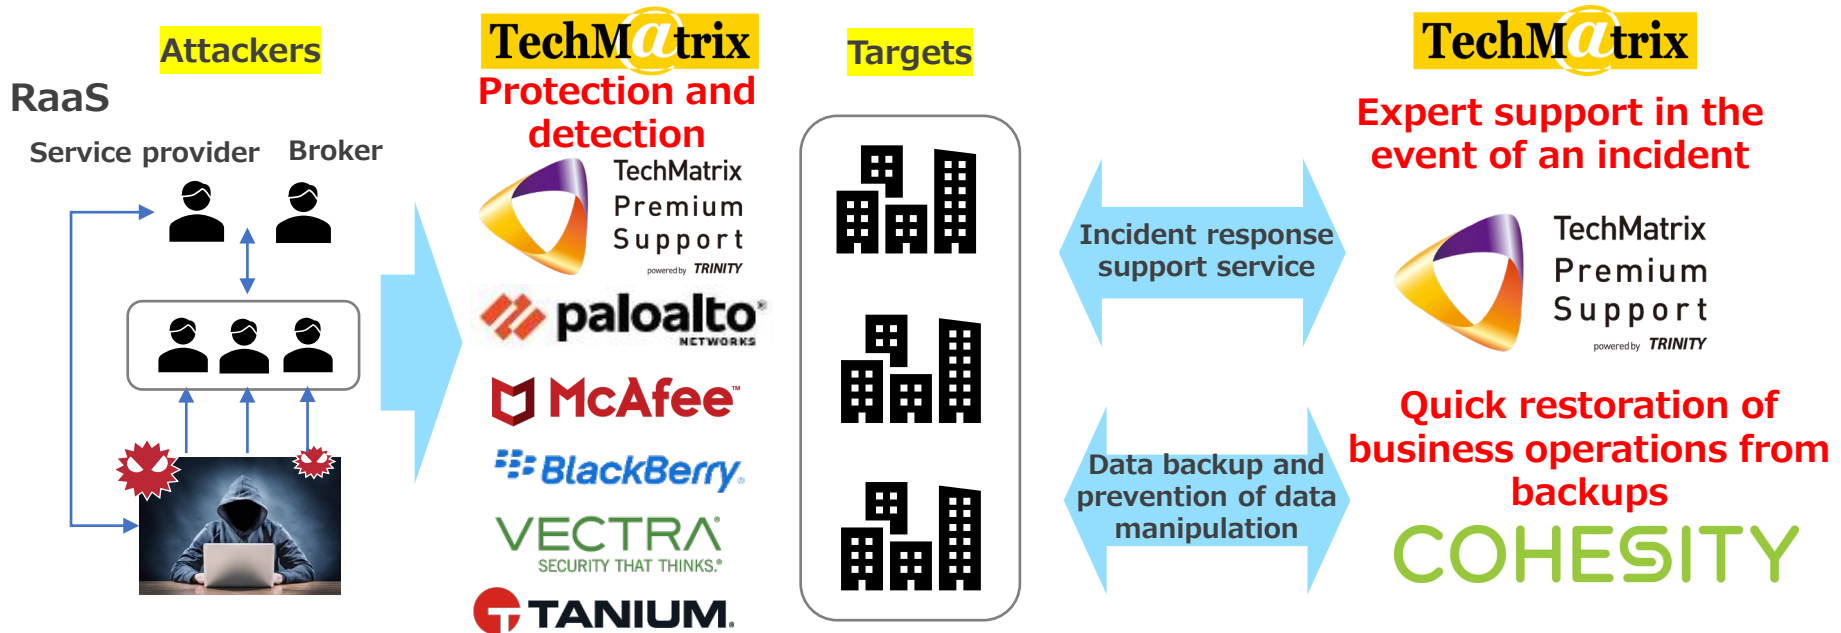 Attackers
RaaS
Service provider
Broker
TechM@trix
Protection and
detection
TechMatrix
Premium
Support
powered by TRINITY
paloalto®
NETWORKS
McAfee™
BlackBerry®
VECTRA®
SECURITY THAT THINKS.®
TANIUM®
Targets
Incident response
support service
Data backup and
prevention of data
manipulation
TechM@trix
Expert support in the
event of an incident
TechMatrix
Premium
Support
powered by TRINITY
Quick restoration of
business operations from
backups
COHESITY